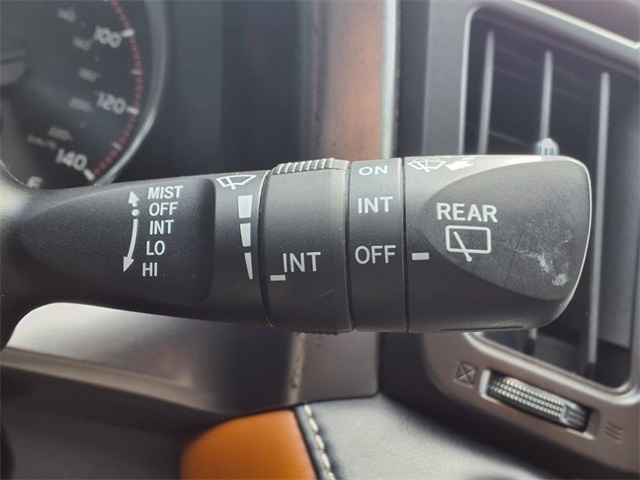 100
120
140
MIST
OFF
INT
LO
HI
INT
ON
INT
OFF
REAR